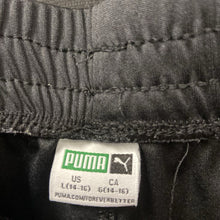 PUMA
US CA
L(14-16) G(14-16)
PUMA.COM/FOREVERBETTER